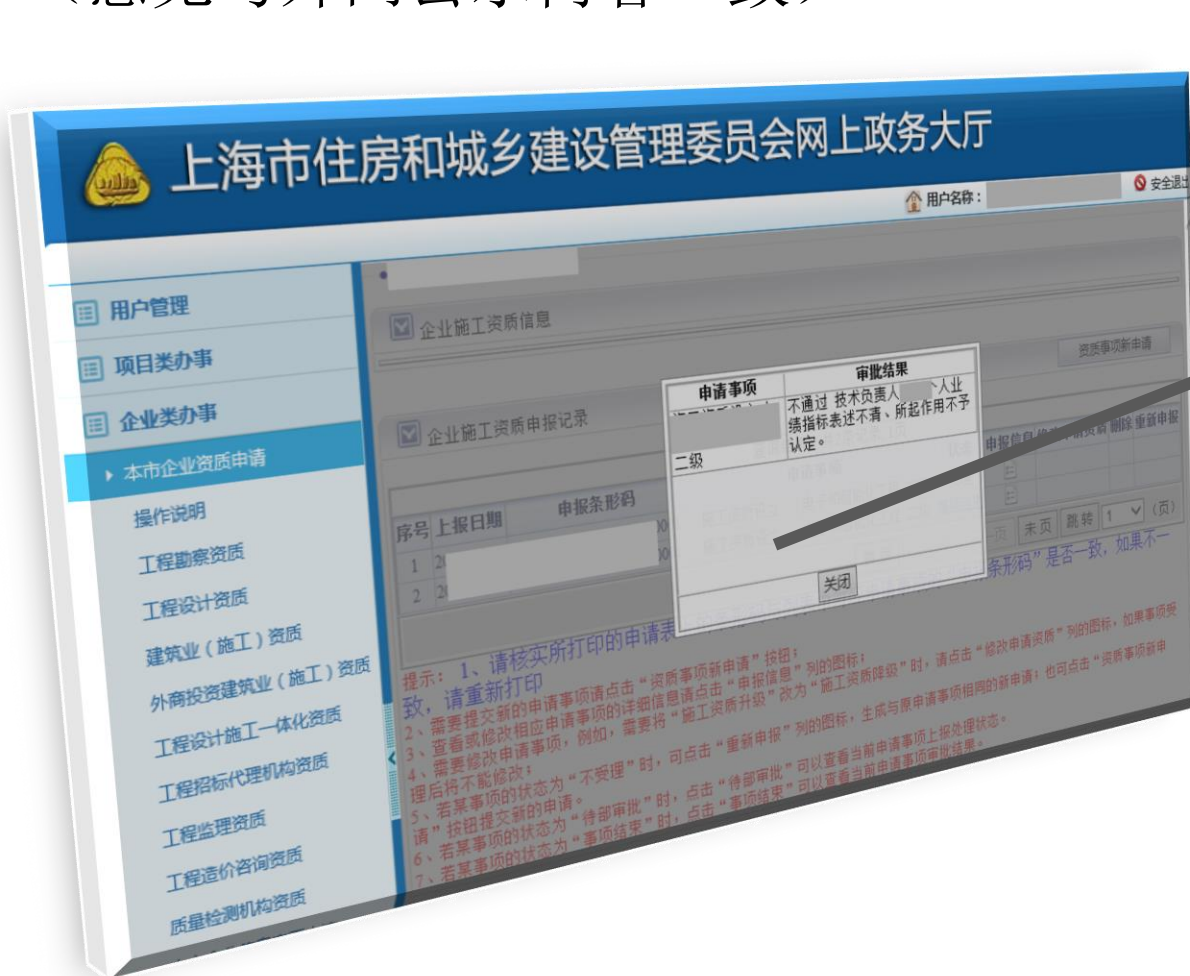 上海市住房和城乡建设管理委员会网上政务大厅
用户名称：
安全退出
用户管理
项目类办事
企业类办事
本市企业资质申请
操作说明
工程勘察资质
工程设计资质
建筑业（施工）资质
外商投资建筑业（施工）资质
工程设计施工一体化资质
工程招标代理机构资质
工程监理资质
工程造价咨询资质
质量检测机构资质
企业施工资质信息
资质事项新申请
企业施工资质申报记录
序号 上报日期 申报条形码
申报信息
删除 重新申报
1 2
2 2
末页 跳转 1 （页）
申请事项 审批结果
不通过 技术负责人 个人业
绩指标表述不清、所起作用不予
认定。
二级
关闭
提示： 1、请核实所打印的申请表 条形码”是否一致，如果不一
致，请重新打印
2、需要提交新的申请事项请点击“资质事项新申请”按钮；
3、查看或修改相应申请事项的详细信息请点击“申报信息”列的图标；
4、需要修改申请事项，例如，需要将“施工资质升级”改为“施工资质降级”时，请点击“修改申请资质”列的图标，如果事项受
理后将不能修改；
5、若某事项的状态为“不受理”时，可点击“重新申报”列的图标，生成与原申请事项相同的新申请；也可点击“资质事项新申
请”按钮提交新的申请。
6、若某事项的状态为“待部审批”时，点击“待部审批”可以查看当前申请事项上报处理状态。
7、若某事项的状态为“事项结束”时，点击“事项结束”可以查看当前申请事项审批结果。